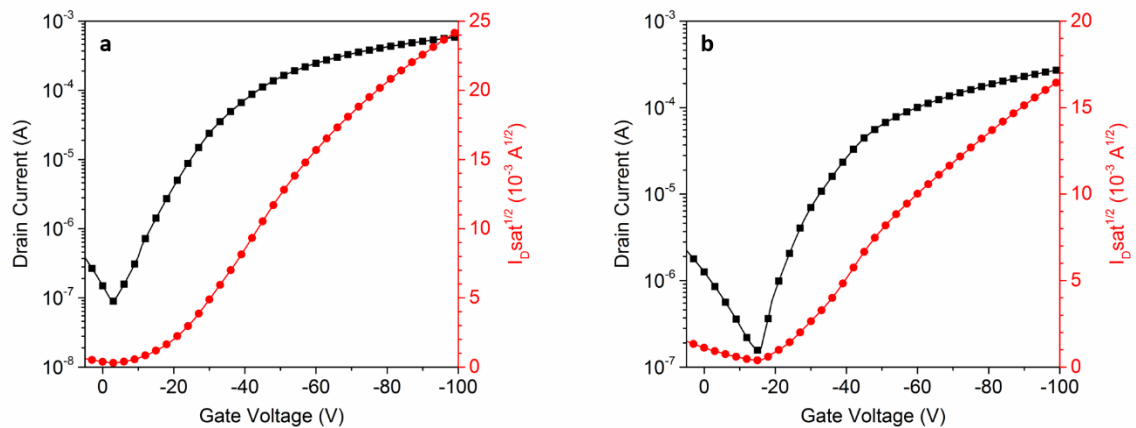 a
10⁻³
10⁻⁴
10⁻⁵
10⁻⁶
10⁻⁷
10⁻⁸
Drain Current (A)
25
20
15
10
5
0
I_Dsat^1/2 (10⁻³ A^1/2)
0 -20 -40 -60 -80 -100
Gate Voltage (V)
b
10⁻³
10⁻⁴
10⁻⁵
10⁻⁶
10⁻⁷
Drain Current (A)
20
15
10
5
0
I_Dsat^1/2 (10⁻³ A^1/2)
0 -20 -40 -60 -80 -100
Gate Voltage (V)